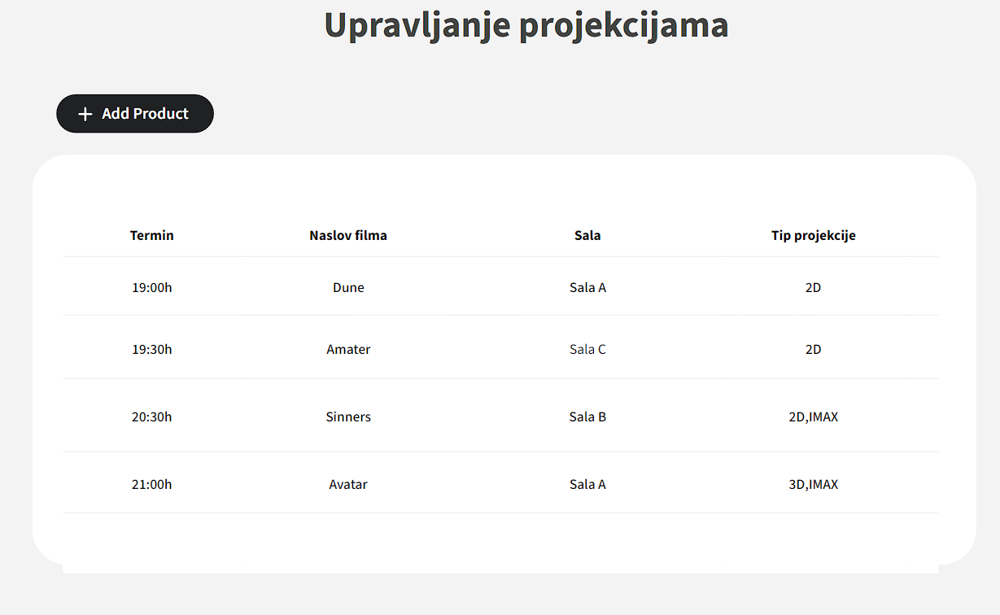 Upravljanje projekcijama
+ Add Product
Termin Naslov filma Sala Tip projekcije
19:00h Dune Sala A 2D
19:30h Amater Sala C 2D
20:30h Sinners Sala B 2D,IMAX
21:00h Avatar Sala A 3D,IMAX